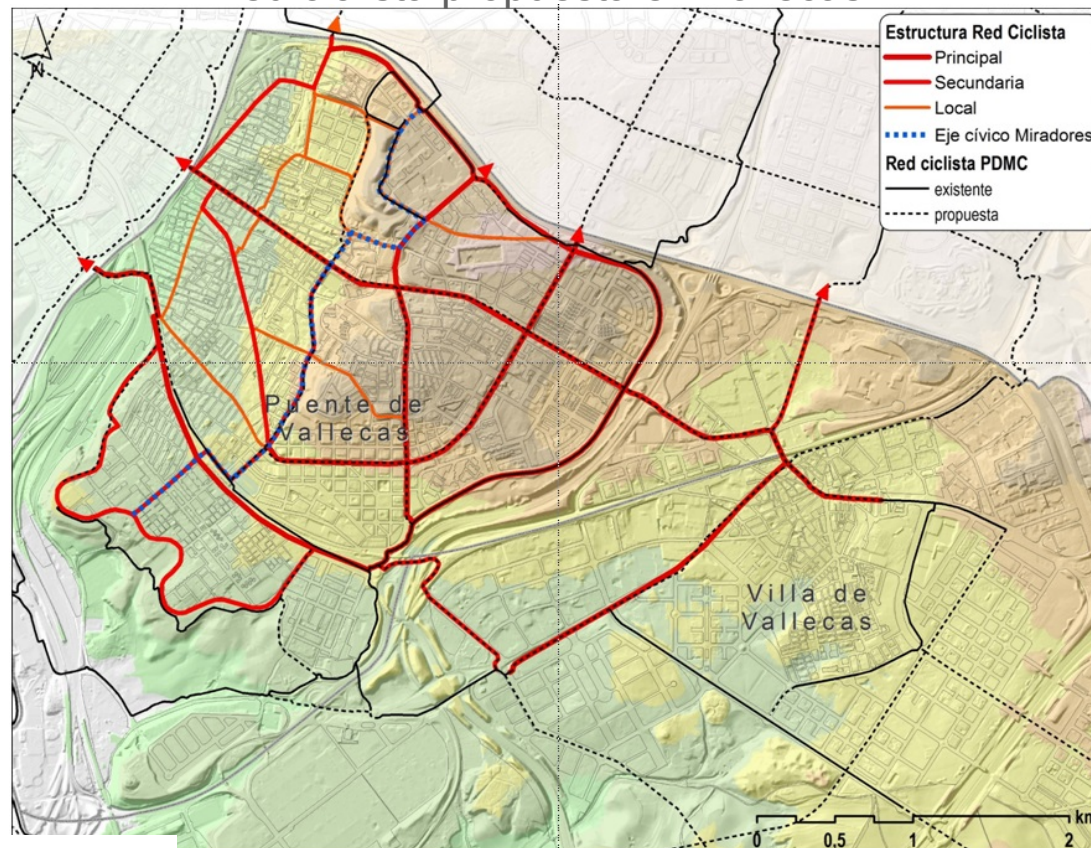 Estructura Red Ciclista
Principal
Secundaria
Local
Eje cívico Miradores
Red ciclista PDMC
existente
propuesta
N
Puente de
Vallecas
Villa de
Vallecas
km
0 0.5 1 2